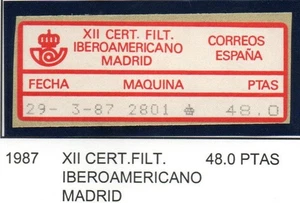 XII CERT. FILT.
IBEROAMERICANO
MADRID
CORREOS
ESPAÑA
FECHA MAQUINA PTAS
29- 3-87 2801 48.0
1987 XII CERT.FILT. 48.0 PTAS
IBEROAMERICANO
MADRID